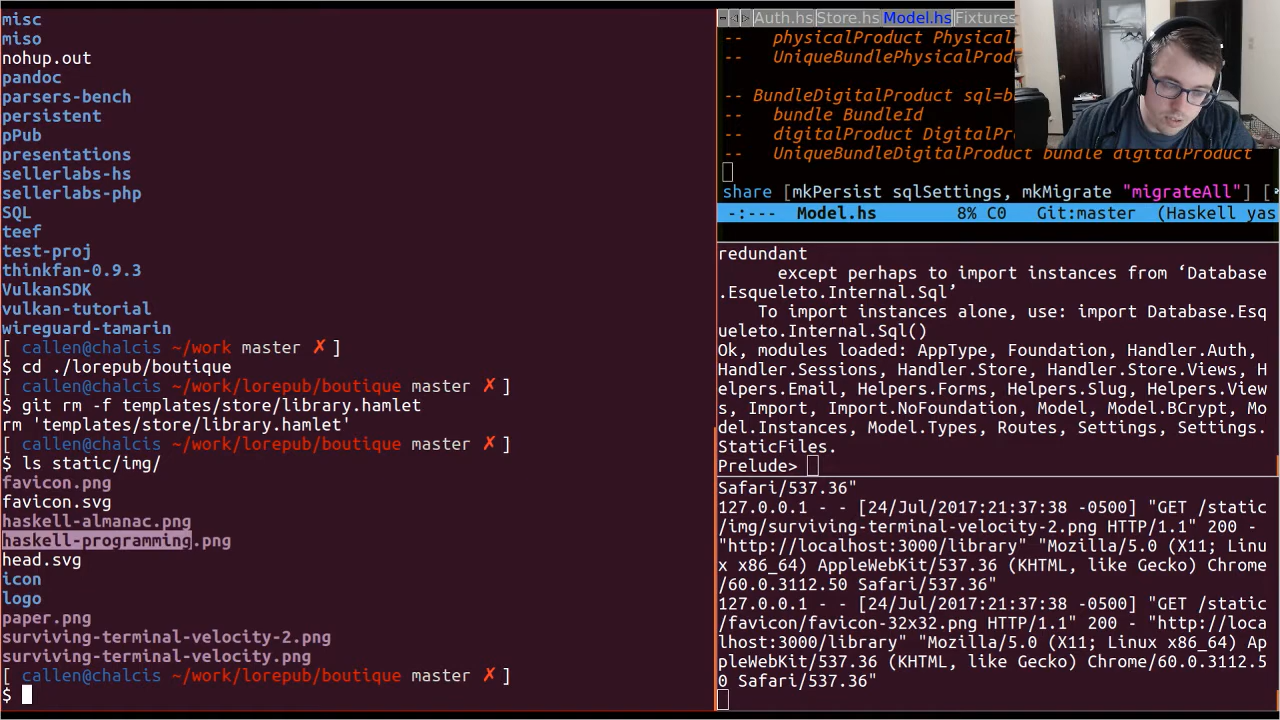 misc
miso
nohup.out
pandoc
parsers-bench
persistent
pPub
presentations
sellerlabs-hs
sellerlabs-php
SQL
teef
test-proj
thinkfan-0.9.3
VulkanSDK
vulkan-tutorial
wireguard-tamarin
[ callen@chalcis ~/work master ✗ ]
$ cd ./lorepub/boutique
[ callen@chalcis ~/work/lorepub/boutique master ✗ ]
$ git rm -f templates/store/library.hamlet
rm 'templates/store/library.hamlet'
[ callen@chalcis ~/work/lorepub/boutique master ✗ ]
$ ls static/img/
favicon.png
favicon.svg
haskell-almanac.png
haskell-programming.png
head.svg
icon
logo
paper.png
surviving-terminal-velocity-2.png
surviving-terminal-velocity.png
[ callen@chalcis ~/work/lorepub/boutique master ✗ ]
$
Auth.hs Store.hs Model.hs Fixtures
--   physicalProduct Physical
--   UniqueBundlePhysicalProd
-- BundleDigitalProduct sql=b
--   bundle BundleId
--   digitalProduct DigitalPr
--   UniqueBundleDigitalProduct bundle digitalProduct
share [mkPersist sqlSettings, mkMigrate "migrateAll"] [
-:---  Model.hs        8% C0   Git:master  (Haskell yas
redundant
except perhaps to import instances from ‘Database
.Esqueleto.Internal.Sql’
To import instances alone, use: import Database.Esq
ueleto.Internal.Sql()
Ok, modules loaded: AppType, Foundation, Handler.Auth,
Handler.Sessions, Handler.Store, Handler.Store.Views, H
elpers.Email, Helpers.Forms, Helpers.Slug, Helpers.View
s, Import, Import.NoFoundation, Model, Model.BCrypt, Mo
del.Instances, Model.Types, Routes, Settings, Settings.
StaticFiles.
Prelude>
Safari/537.36"
127.0.0.1 - - [24/Jul/2017:21:37:38 -0500] "GET /static
/img/surviving-terminal-velocity-2.png HTTP/1.1" 200 -
"http://localhost:3000/library" "Mozilla/5.0 (X11; Linu
x x86_64) AppleWebKit/537.36 (KHTML, like Gecko) Chrome
/60.0.3112.50 Safari/537.36"
127.0.0.1 - - [24/Jul/2017:21:37:38 -0500] "GET /static
/favicon/favicon-32x32.png HTTP/1.1" 200 - "http://loca
lhost:3000/library" "Mozilla/5.0 (X11; Linux x86_64) Ap
pleWebKit/537.36 (KHTML, like Gecko) Chrome/60.0.3112.5
0 Safari/537.36"